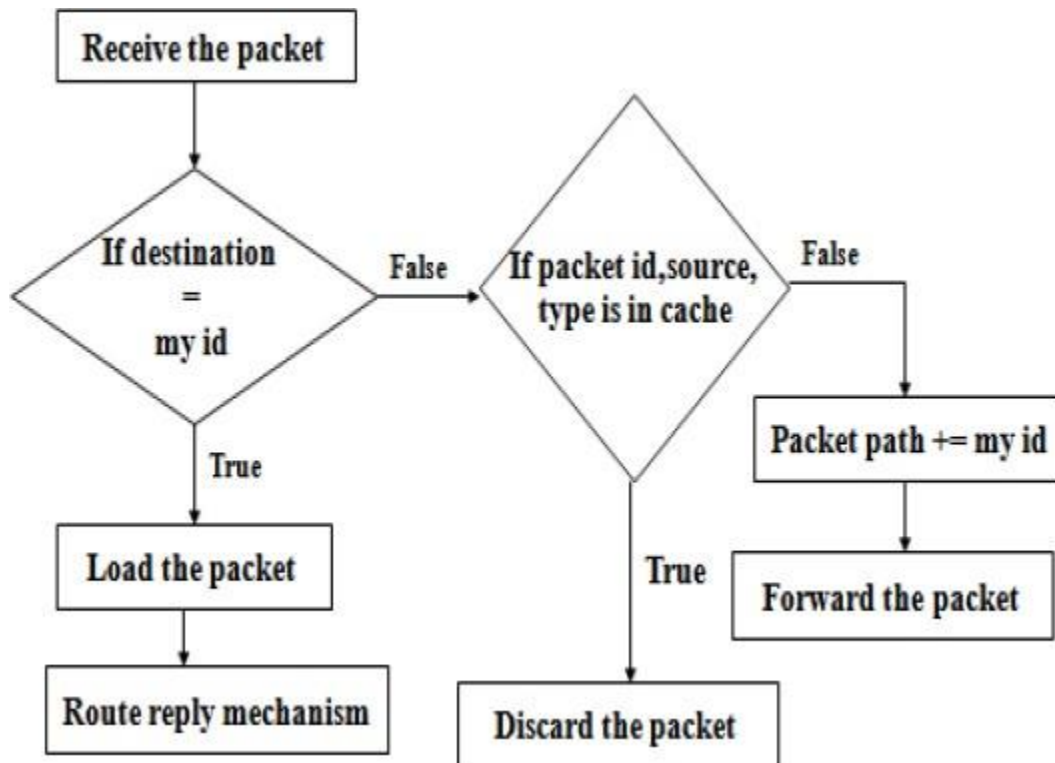 Receive the packet
If destination
=
my id
False
True
Load the packet
Route reply mechanism
If packet id,source,
type is in cache
False
True
Packet path += my id
Forward the packet
Discard the packet